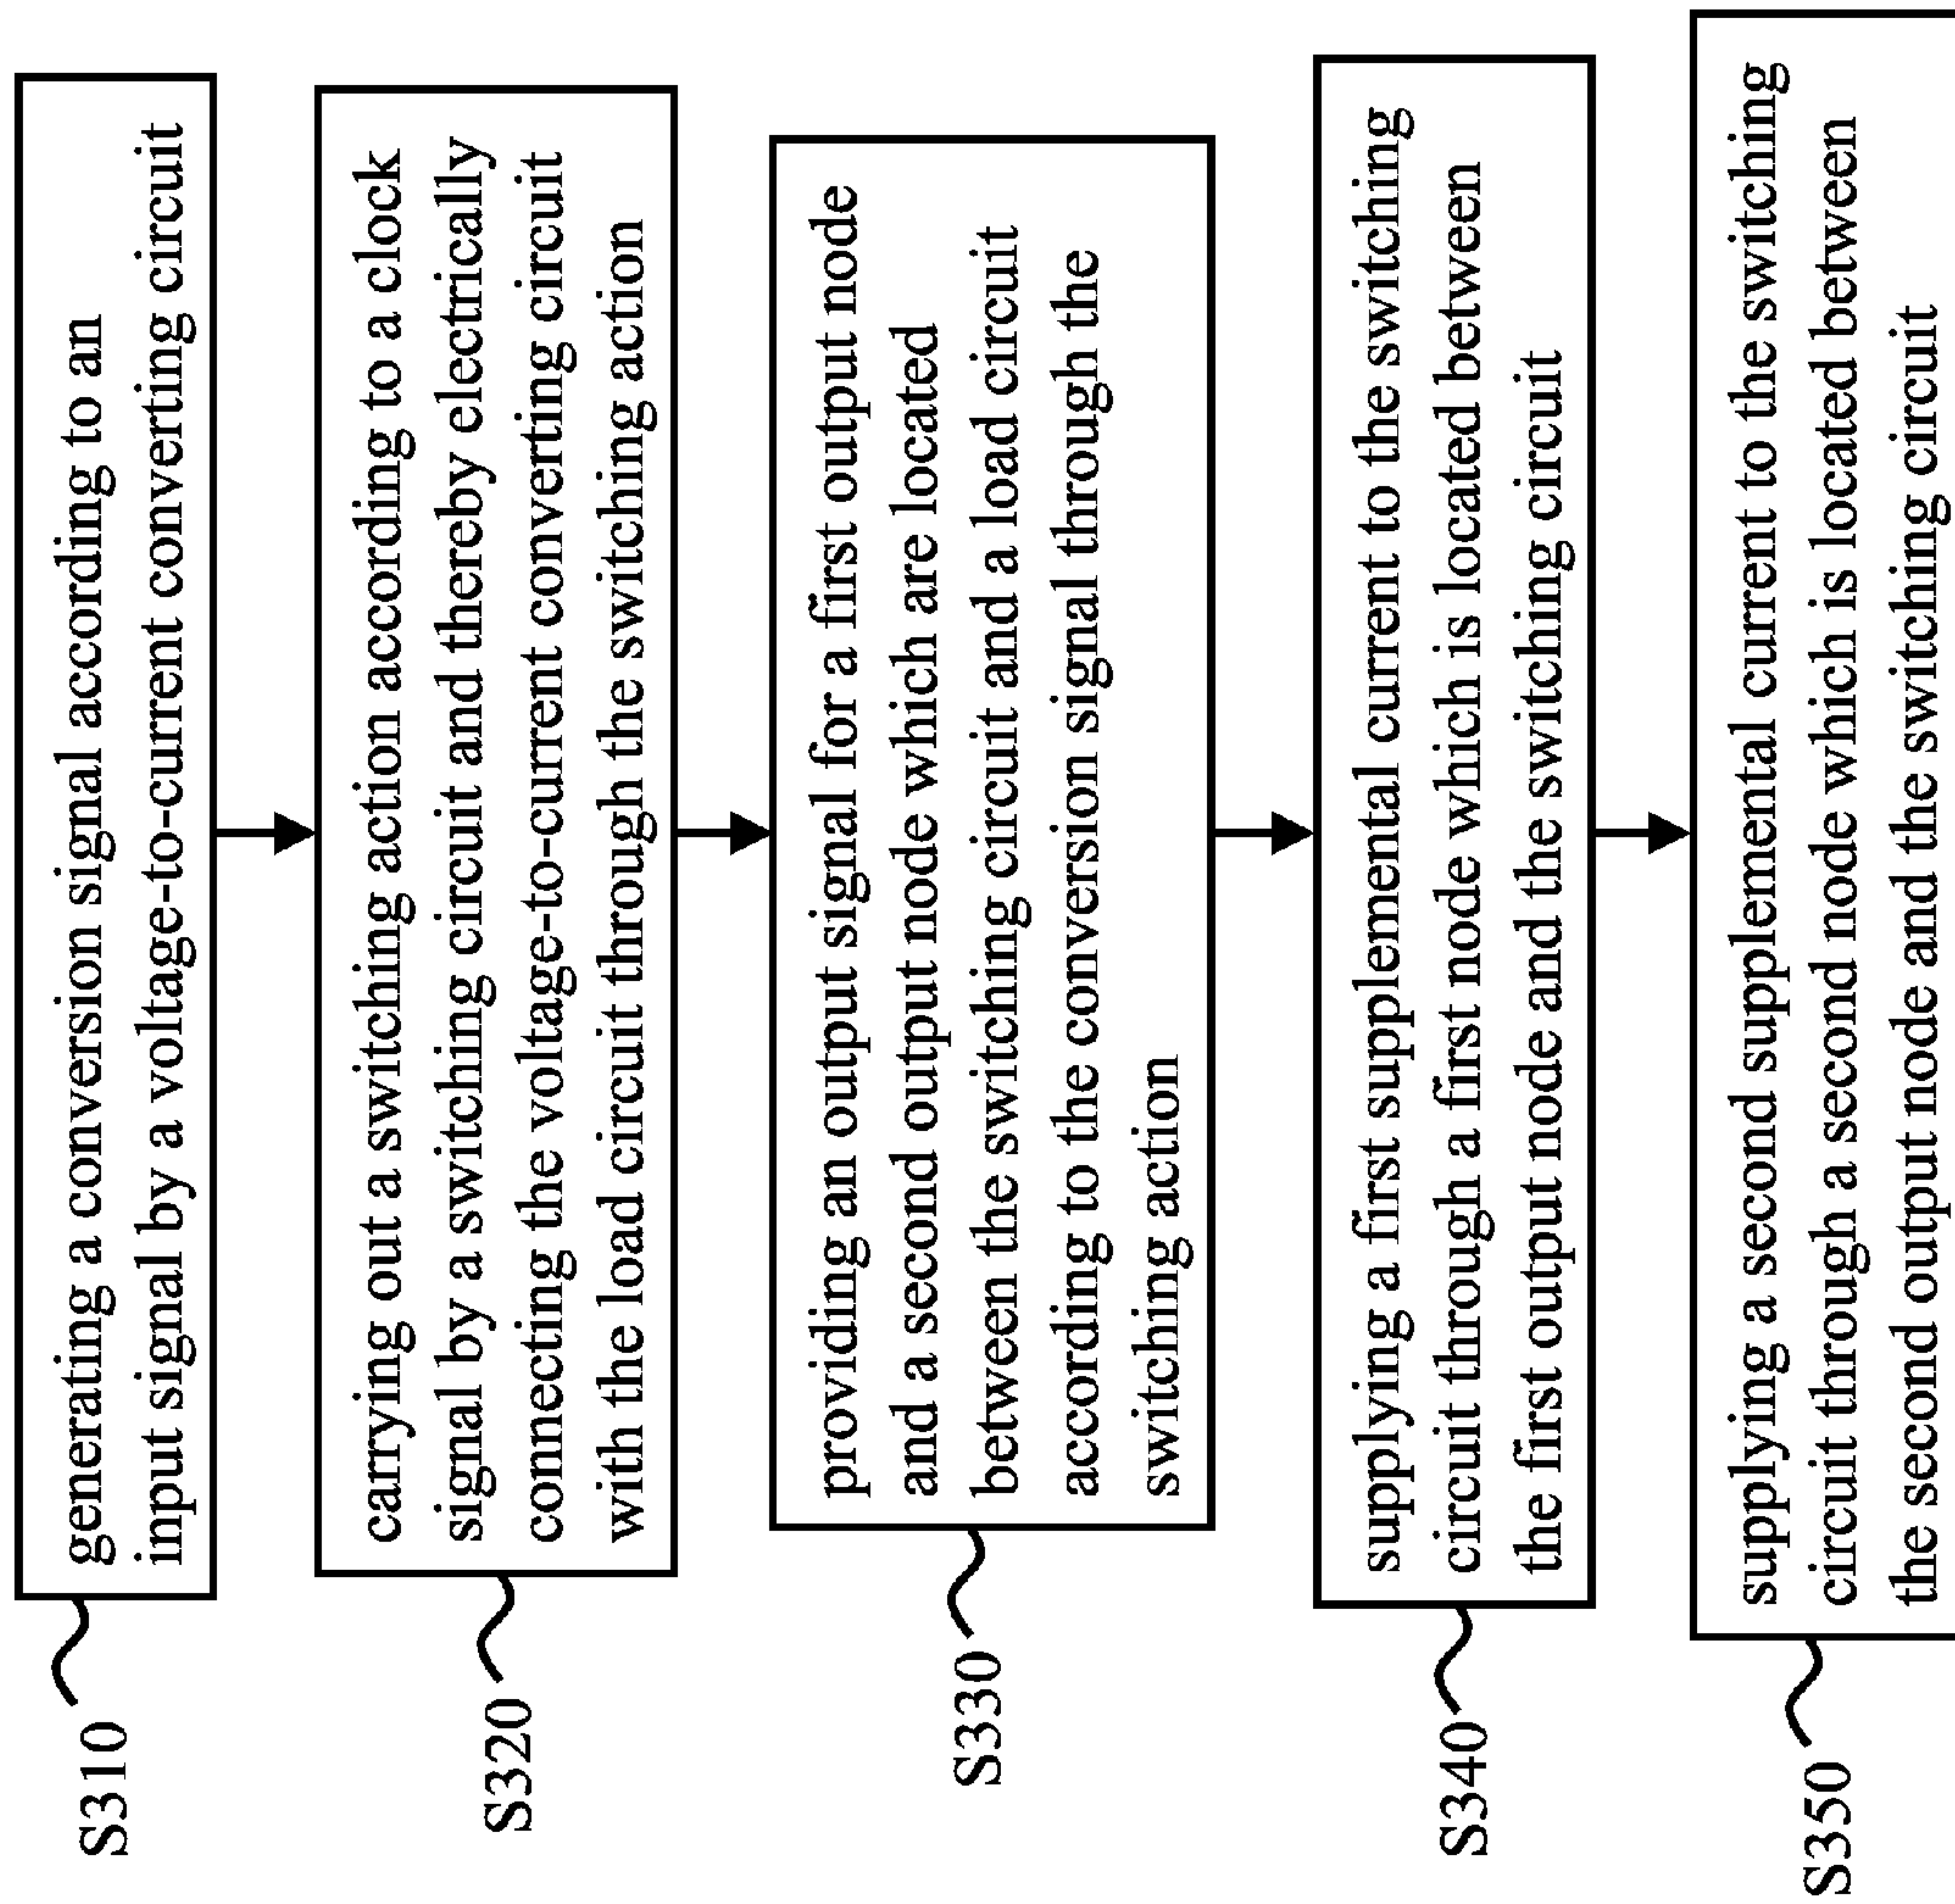 S310
generating a conversion signal according to an
input signal by a voltage-to-current converting circuit
S320
carrying out a switching action according to a clock
signal by a switching circuit and thereby electrically
connecting the voltage-to-current converting circuit
with the load circuit through the switching action
S330
providing an output signal for a first output node
and a second output node which are located
between the switching circuit and a load circuit
according to the conversion signal through the
switching action
S340
supplying a first supplemental current to the switching
circuit through a first node which is located between
the first output node and the switching circuit
S350
supplying a second supplemental current to the switching
circuit through a second node which is located between
the second output node and the switching circuit